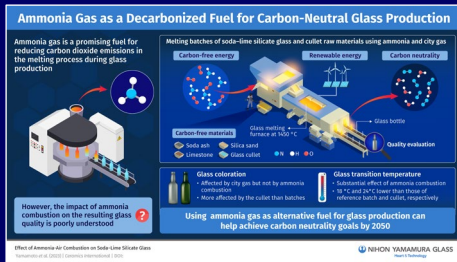 Ammonia Gas as a Decarbonized Fuel for Carbon-Neutral Glass Production
Ammonia gas is a promising fuel for
reducing carbon dioxide emissions in
the melting process during glass
production
However, the impact of ammonia
combustion on the resulting glass
quality is poorly understood
?
Melting batches of soda–lime silicate glass and cullet raw materials using ammonia and city gas
Carbon-free energy
Renewable energy
Carbon neutrality
Carbon-free materials
Soda ash
Silica sand
Limestone
Glass cullet
Glass melting
furnace at 1450 °C
Glass bottle
Quality evaluation
N
H
O
Glass coloration
• Affected by city gas but not by ammonia
combustion
• More affected by the cullet than batches
Glass transition temperature
• Substantial effect of ammonia combustion
• 18 °C and 24°C lower than those of
reference batch and cullet, respectively
Using ammonia gas as alternative fuel for glass production can
help achieve carbon neutrality goals by 2050
Effect of Ammonia-Air Combustion on Soda-Lime Silicate Glass
NIHON YAMAMURA GLASS